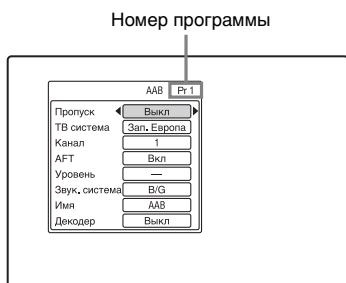 Номер программы
AAB Pr 1
Пропуск Выкл
ТВ система Зап. Европа
Канал 1
AFT Вкл
Уровень —
Звук. система B/G
Имя AAB
Декодер Выкл